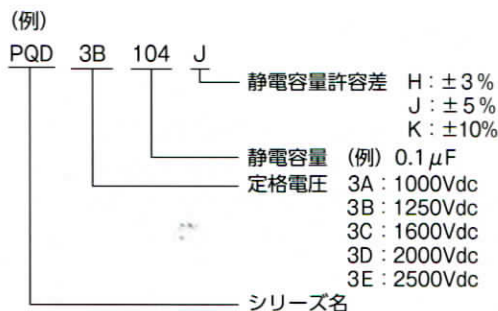 (例)
PQD 3B 104 J
静電容量許容差 H:±3%
J:±5%
K:±10%
静電容量 (例) 0.1μF
定格電圧 3A:1000Vdc
3B:1250Vdc
3C:1600Vdc
3D:2000Vdc
3E:2500Vdc
シリーズ名